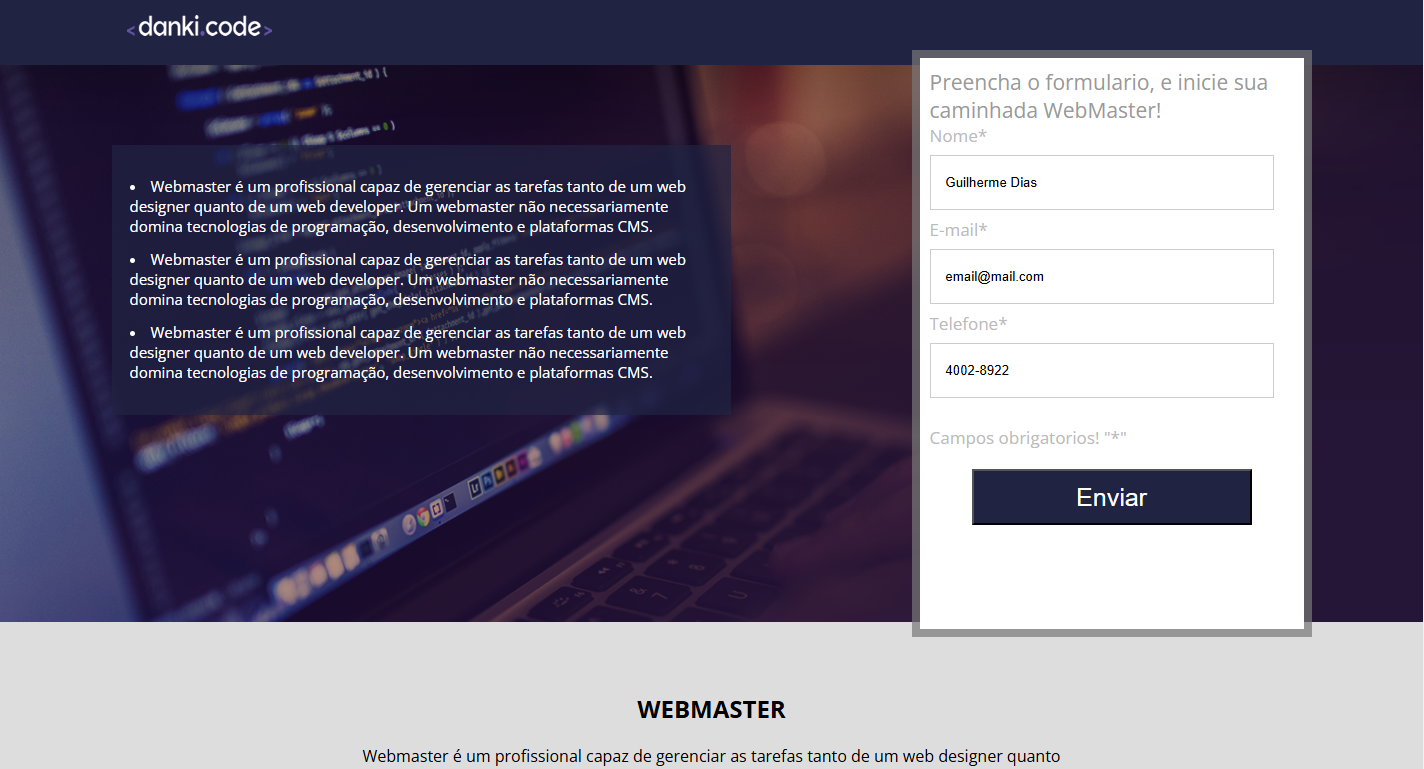 <danki.code>
Preencha o formulario, e inicie sua
caminhada WebMaster!
Nome*
Guilherme Dias
E-mail*
email@mail.com
Telefone*
4002-8922
Campos obrigatorios! "*"
Enviar
• Webmaster é um profissional capaz de gerenciar as tarefas tanto de um web
designer quanto de um web developer. Um webmaster não necessariamente
domina tecnologias de programação, desenvolvimento e plataformas CMS.
• Webmaster é um profissional capaz de gerenciar as tarefas tanto de um web
designer quanto de um web developer. Um webmaster não necessariamente
domina tecnologias de programação, desenvolvimento e plataformas CMS.
• Webmaster é um profissional capaz de gerenciar as tarefas tanto de um web
designer quanto de um web developer. Um webmaster não necessariamente
domina tecnologias de programação, desenvolvimento e plataformas CMS.
WEBMASTER
Webmaster é um profissional capaz de gerenciar as tarefas tanto de um web designer quanto